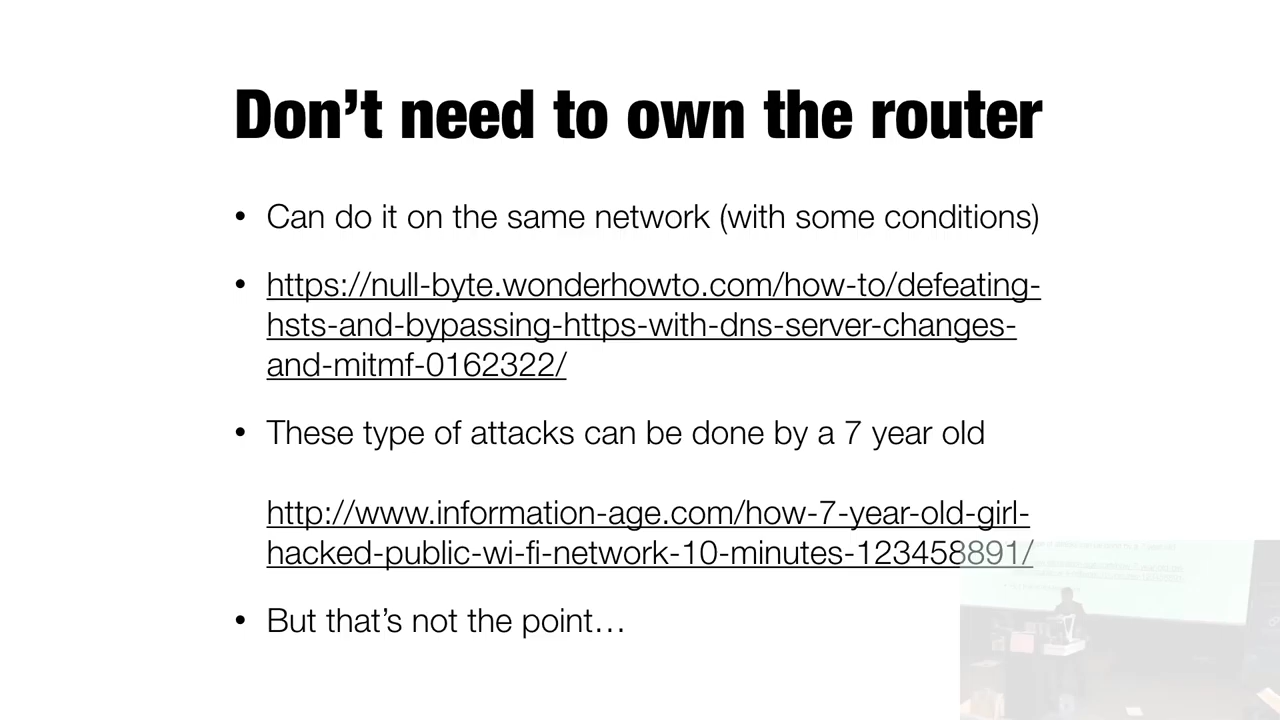 Don’t need to own the router
• Can do it on the same network (with some conditions)
• https://null-byte.wonderhowto.com/how-to/defeating-
hsts-and-bypassing-https-with-dns-server-changes-
and-mitmf-0162322/
• These type of attacks can be done by a 7 year old
http://www.information-age.com/how-7-year-old-girl-
hacked-public-wi-fi-network-10-minutes-123458891/
• But that’s not the point…